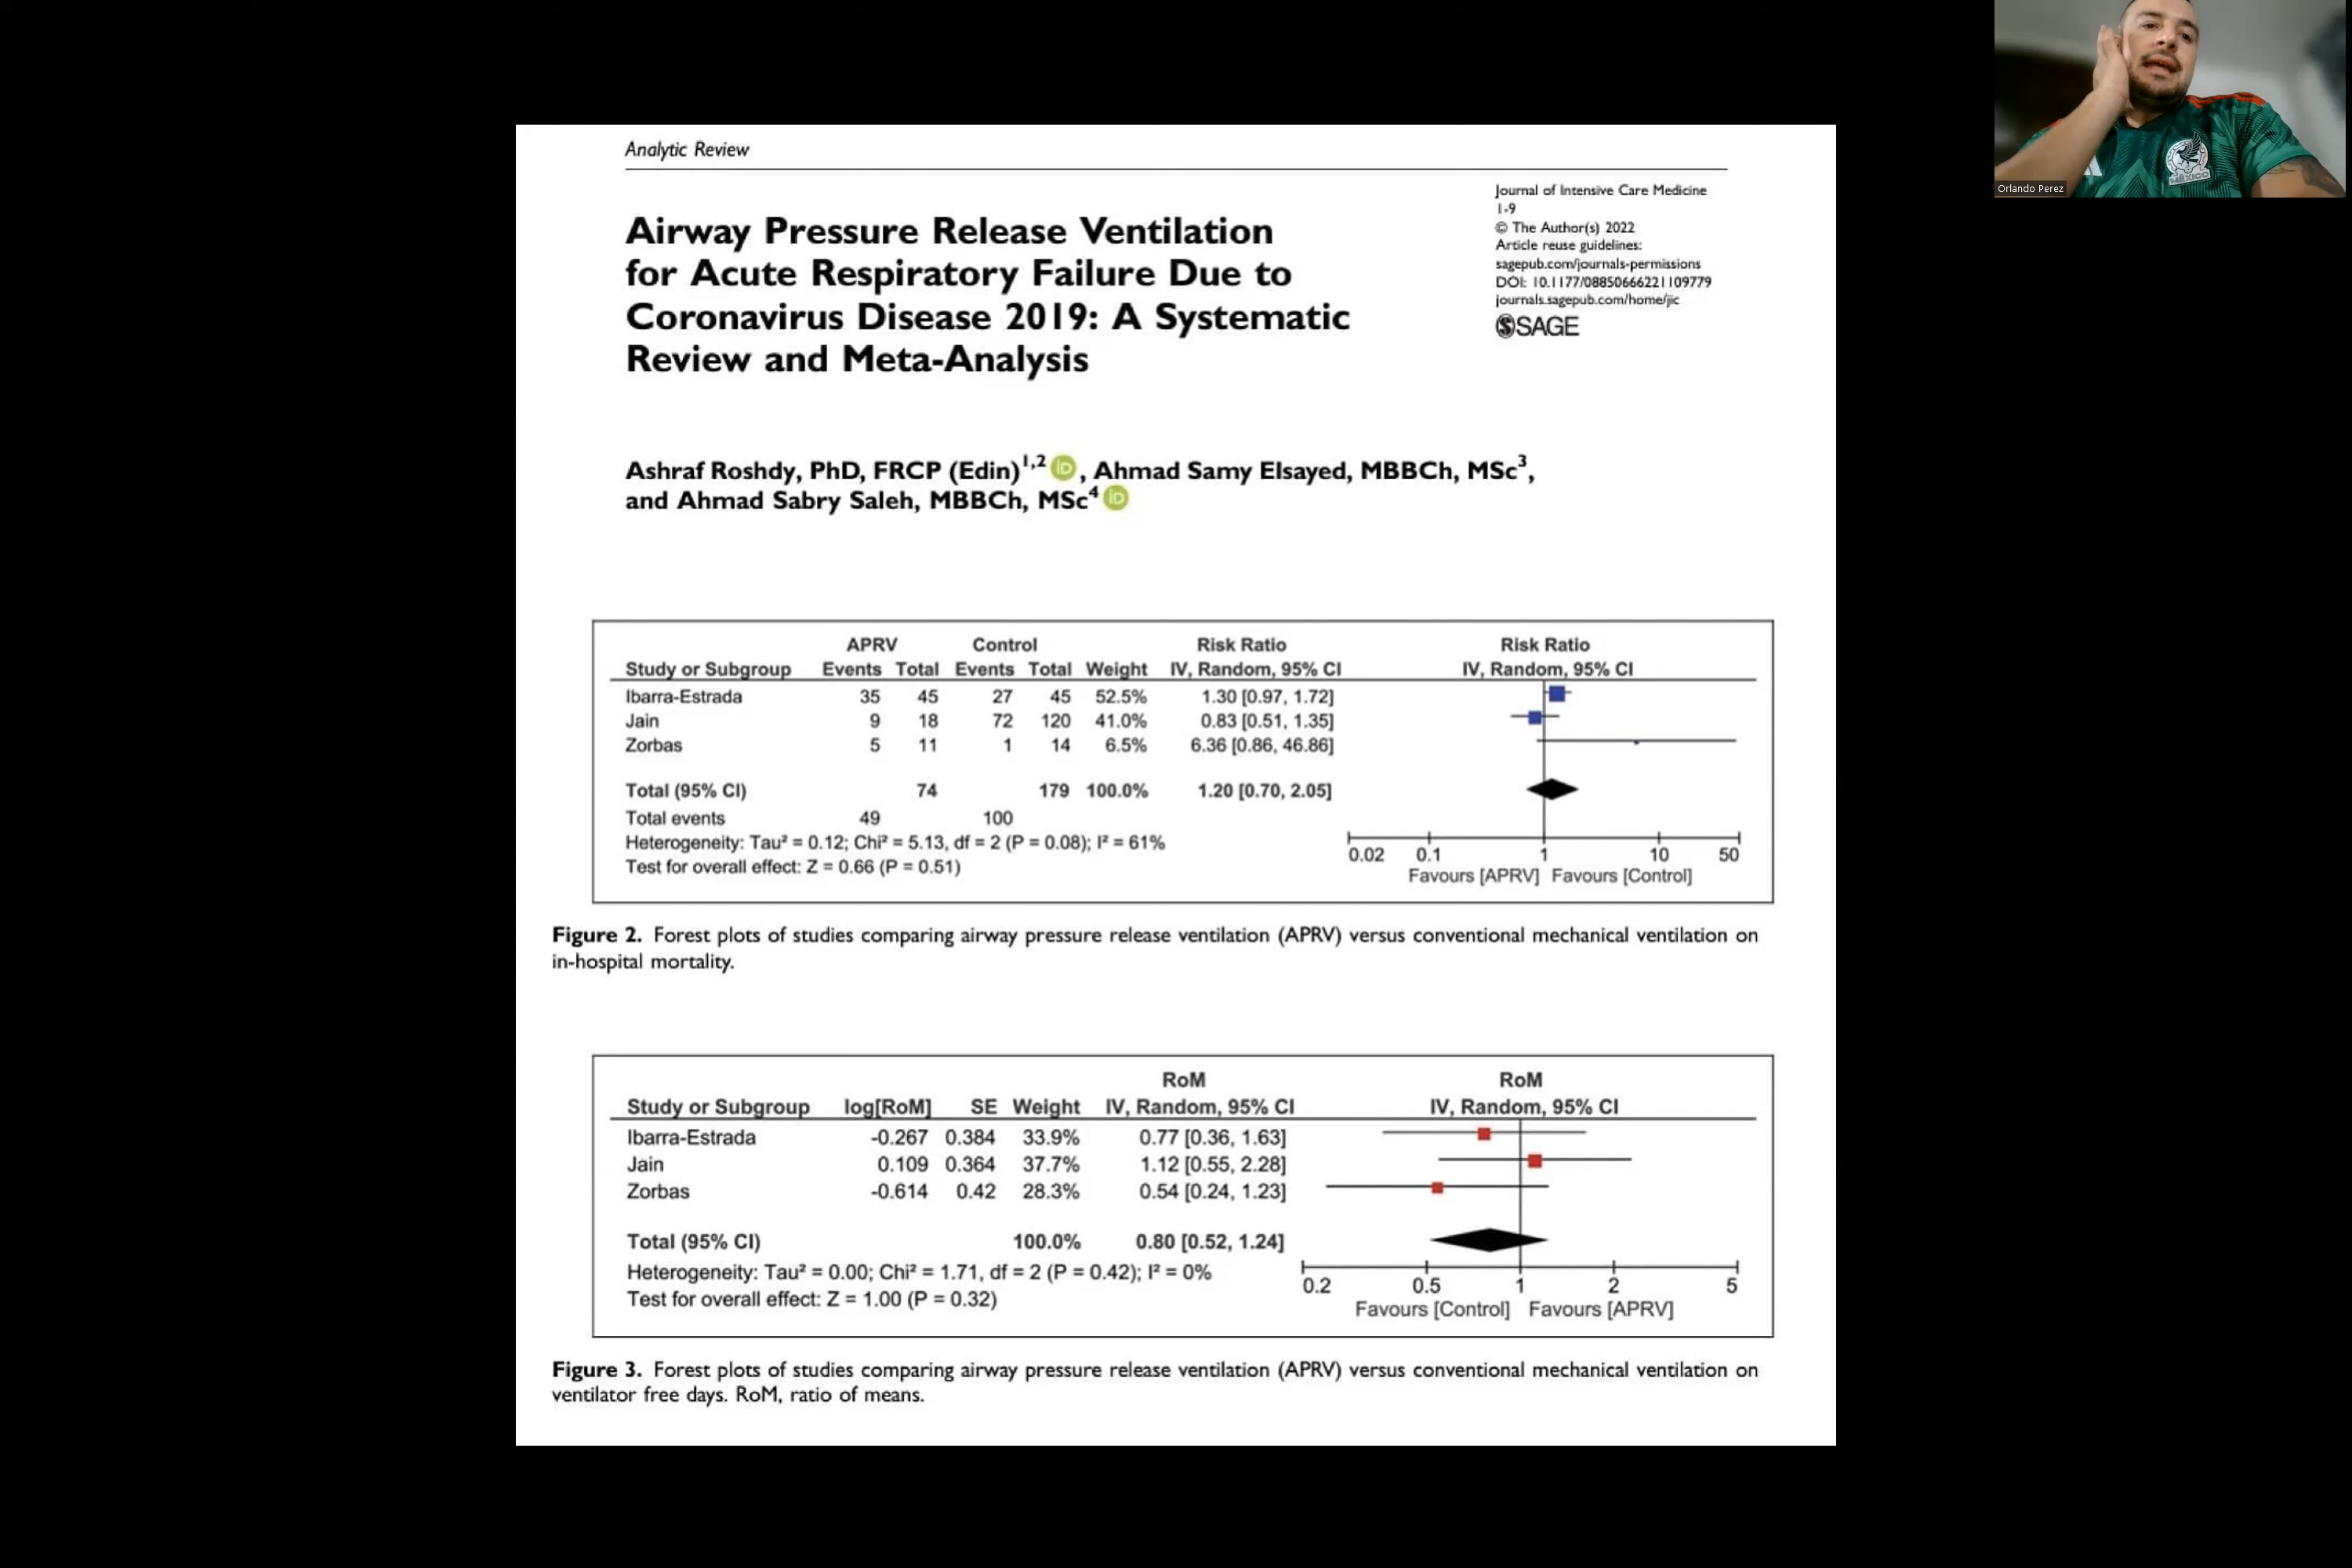 Analytic Review
Journal of Intensive Care Medicine
1-9
© The Author(s) 2022
Article reuse guidelines:
sagepub.com/journals-permissions
DOI: 10.1177/08850666221109779
journals.sagepub.com/home/jic
SSAGE
Airway Pressure Release Ventilation
for Acute Respiratory Failure Due to
Coronavirus Disease 2019: A Systematic
Review and Meta-Analysis
Ashraf Roshdy, PhD, FRCP (Edin)1,2 iD, Ahmad Samy Elsayed, MBBCh, MSc3,
and Ahmad Sabry Saleh, MBBCh, MSc4 iD
APRV Control Risk Ratio Risk Ratio
Study or Subgroup Events Total Events Total Weight IV, Random, 95% CI IV, Random, 95% CI
Ibarra-Estrada 35 45 27 45 52.5% 1.30 [0.97, 1.72]
Jain 9 18 72 120 41.0% 0.83 [0.51, 1.35]
Zorbas 5 11 1 14 6.5% 6.36 [0.86, 46.86]
Total (95% CI) 74 179 100.0% 1.20 [0.70, 2.05]
Total events 49 100
Heterogeneity: Tau² = 0.12; Chi² = 5.13, df = 2 (P = 0.08); I² = 61%
Test for overall effect: Z = 0.66 (P = 0.51)
0.02 0.1 1 10 50
Favours [APRV] Favours [Control]
Figure 2. Forest plots of studies comparing airway pressure release ventilation (APRV) versus conventional mechanical ventilation on
in-hospital mortality.
RoM RoM
Study or Subgroup log[RoM] SE Weight IV, Random, 95% CI IV, Random, 95% CI
Ibarra-Estrada -0.267 0.384 33.9% 0.77 [0.36, 1.63]
Jain 0.109 0.364 37.7% 1.12 [0.55, 2.28]
Zorbas -0.614 0.42 28.3% 0.54 [0.24, 1.23]
Total (95% CI) 100.0% 0.80 [0.52, 1.24]
Heterogeneity: Tau² = 0.00; Chi² = 1.71, df = 2 (P = 0.42); I² = 0%
Test for overall effect: Z = 1.00 (P = 0.32)
0.2 0.5 1 2 5
Favours [Control] Favours [APRV]
Figure 3. Forest plots of studies comparing airway pressure release ventilation (APRV) versus conventional mechanical ventilation on
ventilator free days. RoM, ratio of means.
MEXICO
Orlando Perez